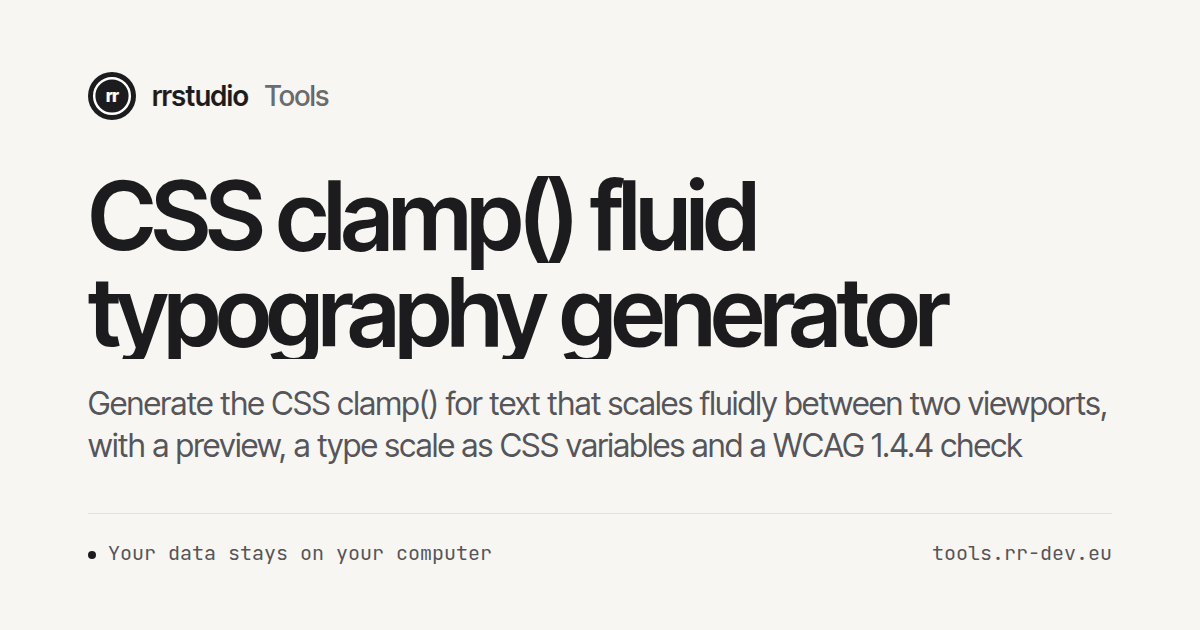 rr rrstudio Tools
CSS clamp() fluid
typography generator
Generate the CSS clamp() for text that scales fluidly between two viewports,
with a preview, a type scale as CSS variables and a WCAG 1.4.4 check
Your data stays on your computer
tools.rr-dev.eu